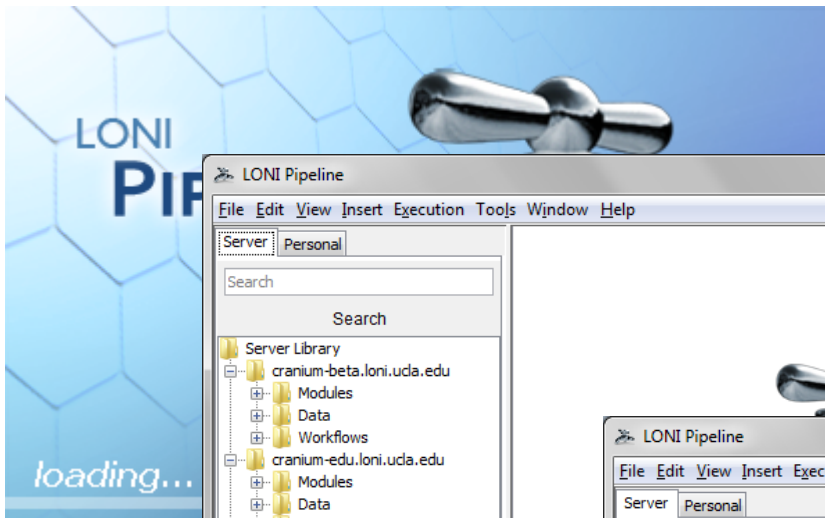 LONI
PIP
LONI Pipeline
File Edit View Insert Execution Tools Window Help
Server Personal
Search
Search
Server Library
cranium-beta.loni.ucla.edu
Modules
Data
Workflows
cranium-edu.loni.ucla.edu
Modules
Data
loading...
LONI Pipeline
File Edit View Insert Exec
Server Personal